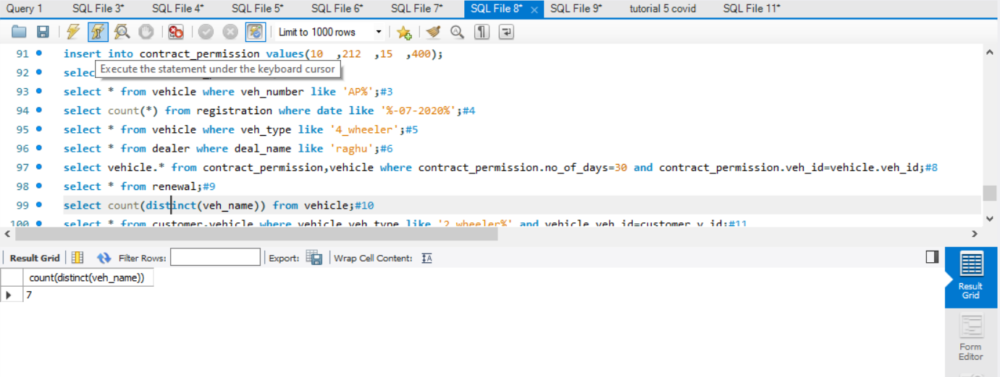 Query 1 SQL File 3* SQL File 4* SQL File 5* SQL File 6* SQL File 7* SQL File 8* × SQL File 9* tutorial 5 covid SQL File 11*
Limit to 1000 rows
91 insert into contract_permission values(10 ,212 ,15 ,400);
Execute the statement under the keyboard cursor
92 selec
93 select * from vehicle where veh_number like 'AP%';#3
94 select count(*) from registration where date like '%-07-2020%';#4
95 select * from vehicle where veh_type like '4_wheeler';#5
96 select * from dealer where deal_name like 'raghu';#6
97 select vehicle.* from contract_permission,vehicle where contract_permission.no_of_days=30 and contract_permission.veh_id=vehicle.veh_id;#8
98 select * from renewal;#9
99 select count(distinct(veh_name)) from vehicle;#10
100 select * from customer,vehicle where vehicle.veh_type like '2_wheeler%' and vehicle.veh_id=customer.v_id;#11
Result Grid Filter Rows: Export: Wrap Cell Content: IA
count(distinct(veh_name))
7
Result
Grid
Form
Editor